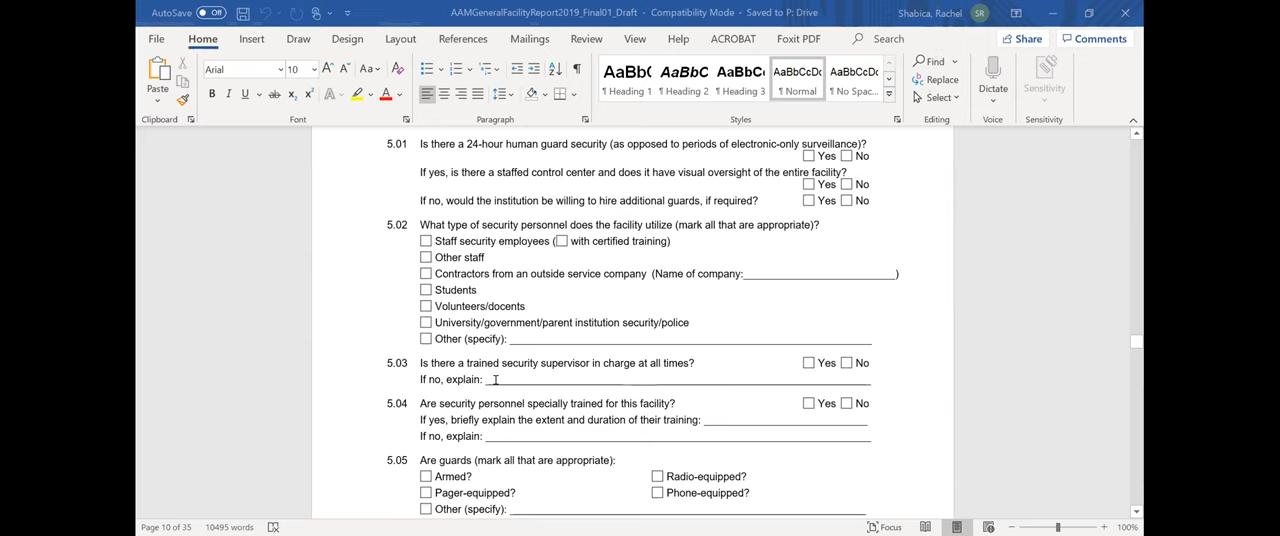 AutoSave Off AAMGeneralFacilityReport2019_Final01_Draft - Compatibility Mode - Saved to P: Drive Shabica, Rachel SR
File Home Insert Draw Design Layout References Mailings Review View Help ACROBAT Foxit PDF Search Share Comments
Arial 10 A A Aa A AaBbC AaBbC AaBbCc AaBbCcDc AaBbCcDc Find
Paste B I U ab x₂ x² A A ¶ Heading 1 ¶ Heading 2 ¶ Heading 3 ¶ Normal ¶ No Spac... Replace Dictate Sensitivity
Select
Clipboard Font Paragraph Styles Editing Voice Sensitivity
5.01 Is there a 24-hour human guard security (as opposed to periods of electronic-only surveillance)?
Yes No
If yes, is there a staffed control center and does it have visual oversight of the entire facility?
Yes No
If no, would the institution be willing to hire additional guards, if required? Yes No
5.02 What type of security personnel does the facility utilize (mark all that are appropriate)?
Staff security employees ( with certified training)
Other staff
Contractors from an outside service company (Name of company:____________________)
Students
Volunteers/docents
University/government/parent institution security/police
Other (specify): ____________________
5.03 Is there a trained security supervisor in charge at all times? Yes No
If no, explain: ____________________
5.04 Are security personnel specially trained for this facility? Yes No
If yes, briefly explain the extent and duration of their training: ____________________
If no, explain: ____________________
5.05 Are guards (mark all that are appropriate):
Armed? Radio-equipped?
Pager-equipped? Phone-equipped?
Other (specify): ____________________
Page 10 of 35 10495 words Focus 100%